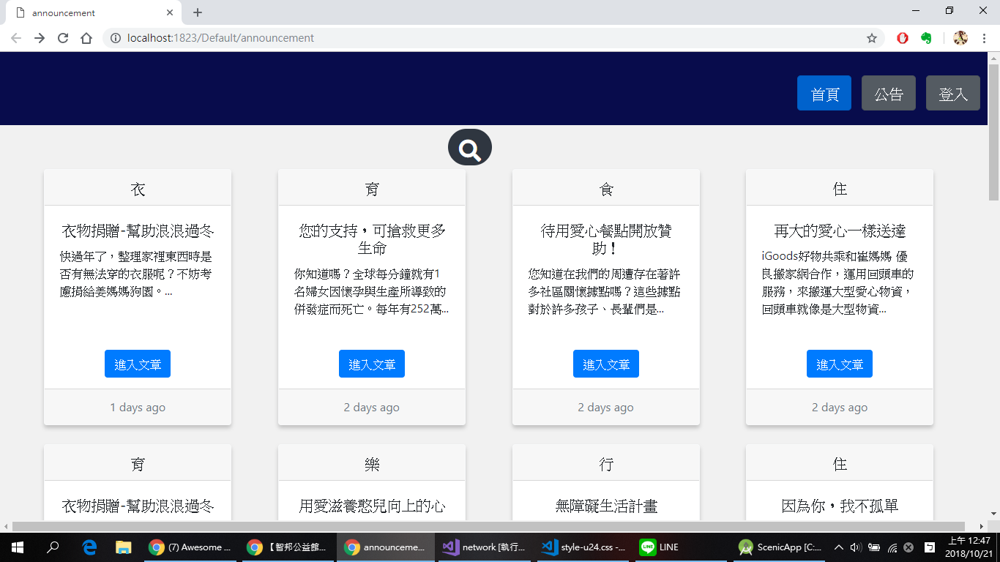 announcement
localhost:1823/Default/announcement
首頁 公告 登入
衣 育 食 住
衣物捐贈-幫助浪浪過冬
快過年了，整理家裡東西時是
否有無法穿的衣服呢？不妨考
慮捐給姜媽媽狗園。...
進入文章
1 days ago
您的支持，可搶救更多
生命
你知道嗎？全球每分鐘就有1
名婦女因懷孕與生產所導致的
併發症而死亡。每年有252萬...
進入文章
2 days ago
待用愛心餐點開放贊
助！
您知道在我們的周遭存在著許
多社區關懷據點嗎？這些據點
對於許多孩子、長輩們是...
進入文章
2 days ago
再大的愛心一樣送達
iGoods好物共乘和崔媽媽 優
良搬家網合作，運用回頭車的
服務，來搬運大型愛心物資，
回頭車就像是大型物資...
進入文章
2 days ago
育 樂 行 住
衣物捐贈-幫助浪浪過冬
用愛滋養憨兒向上的心
無障礙生活計畫
因為你，我不孤單
(7) Awesome ...
【智邦公益館...
announceme...
network [執行...
style-u24.css -...
LINE
ScenicApp [C:...
上午 12:47
2018/10/21